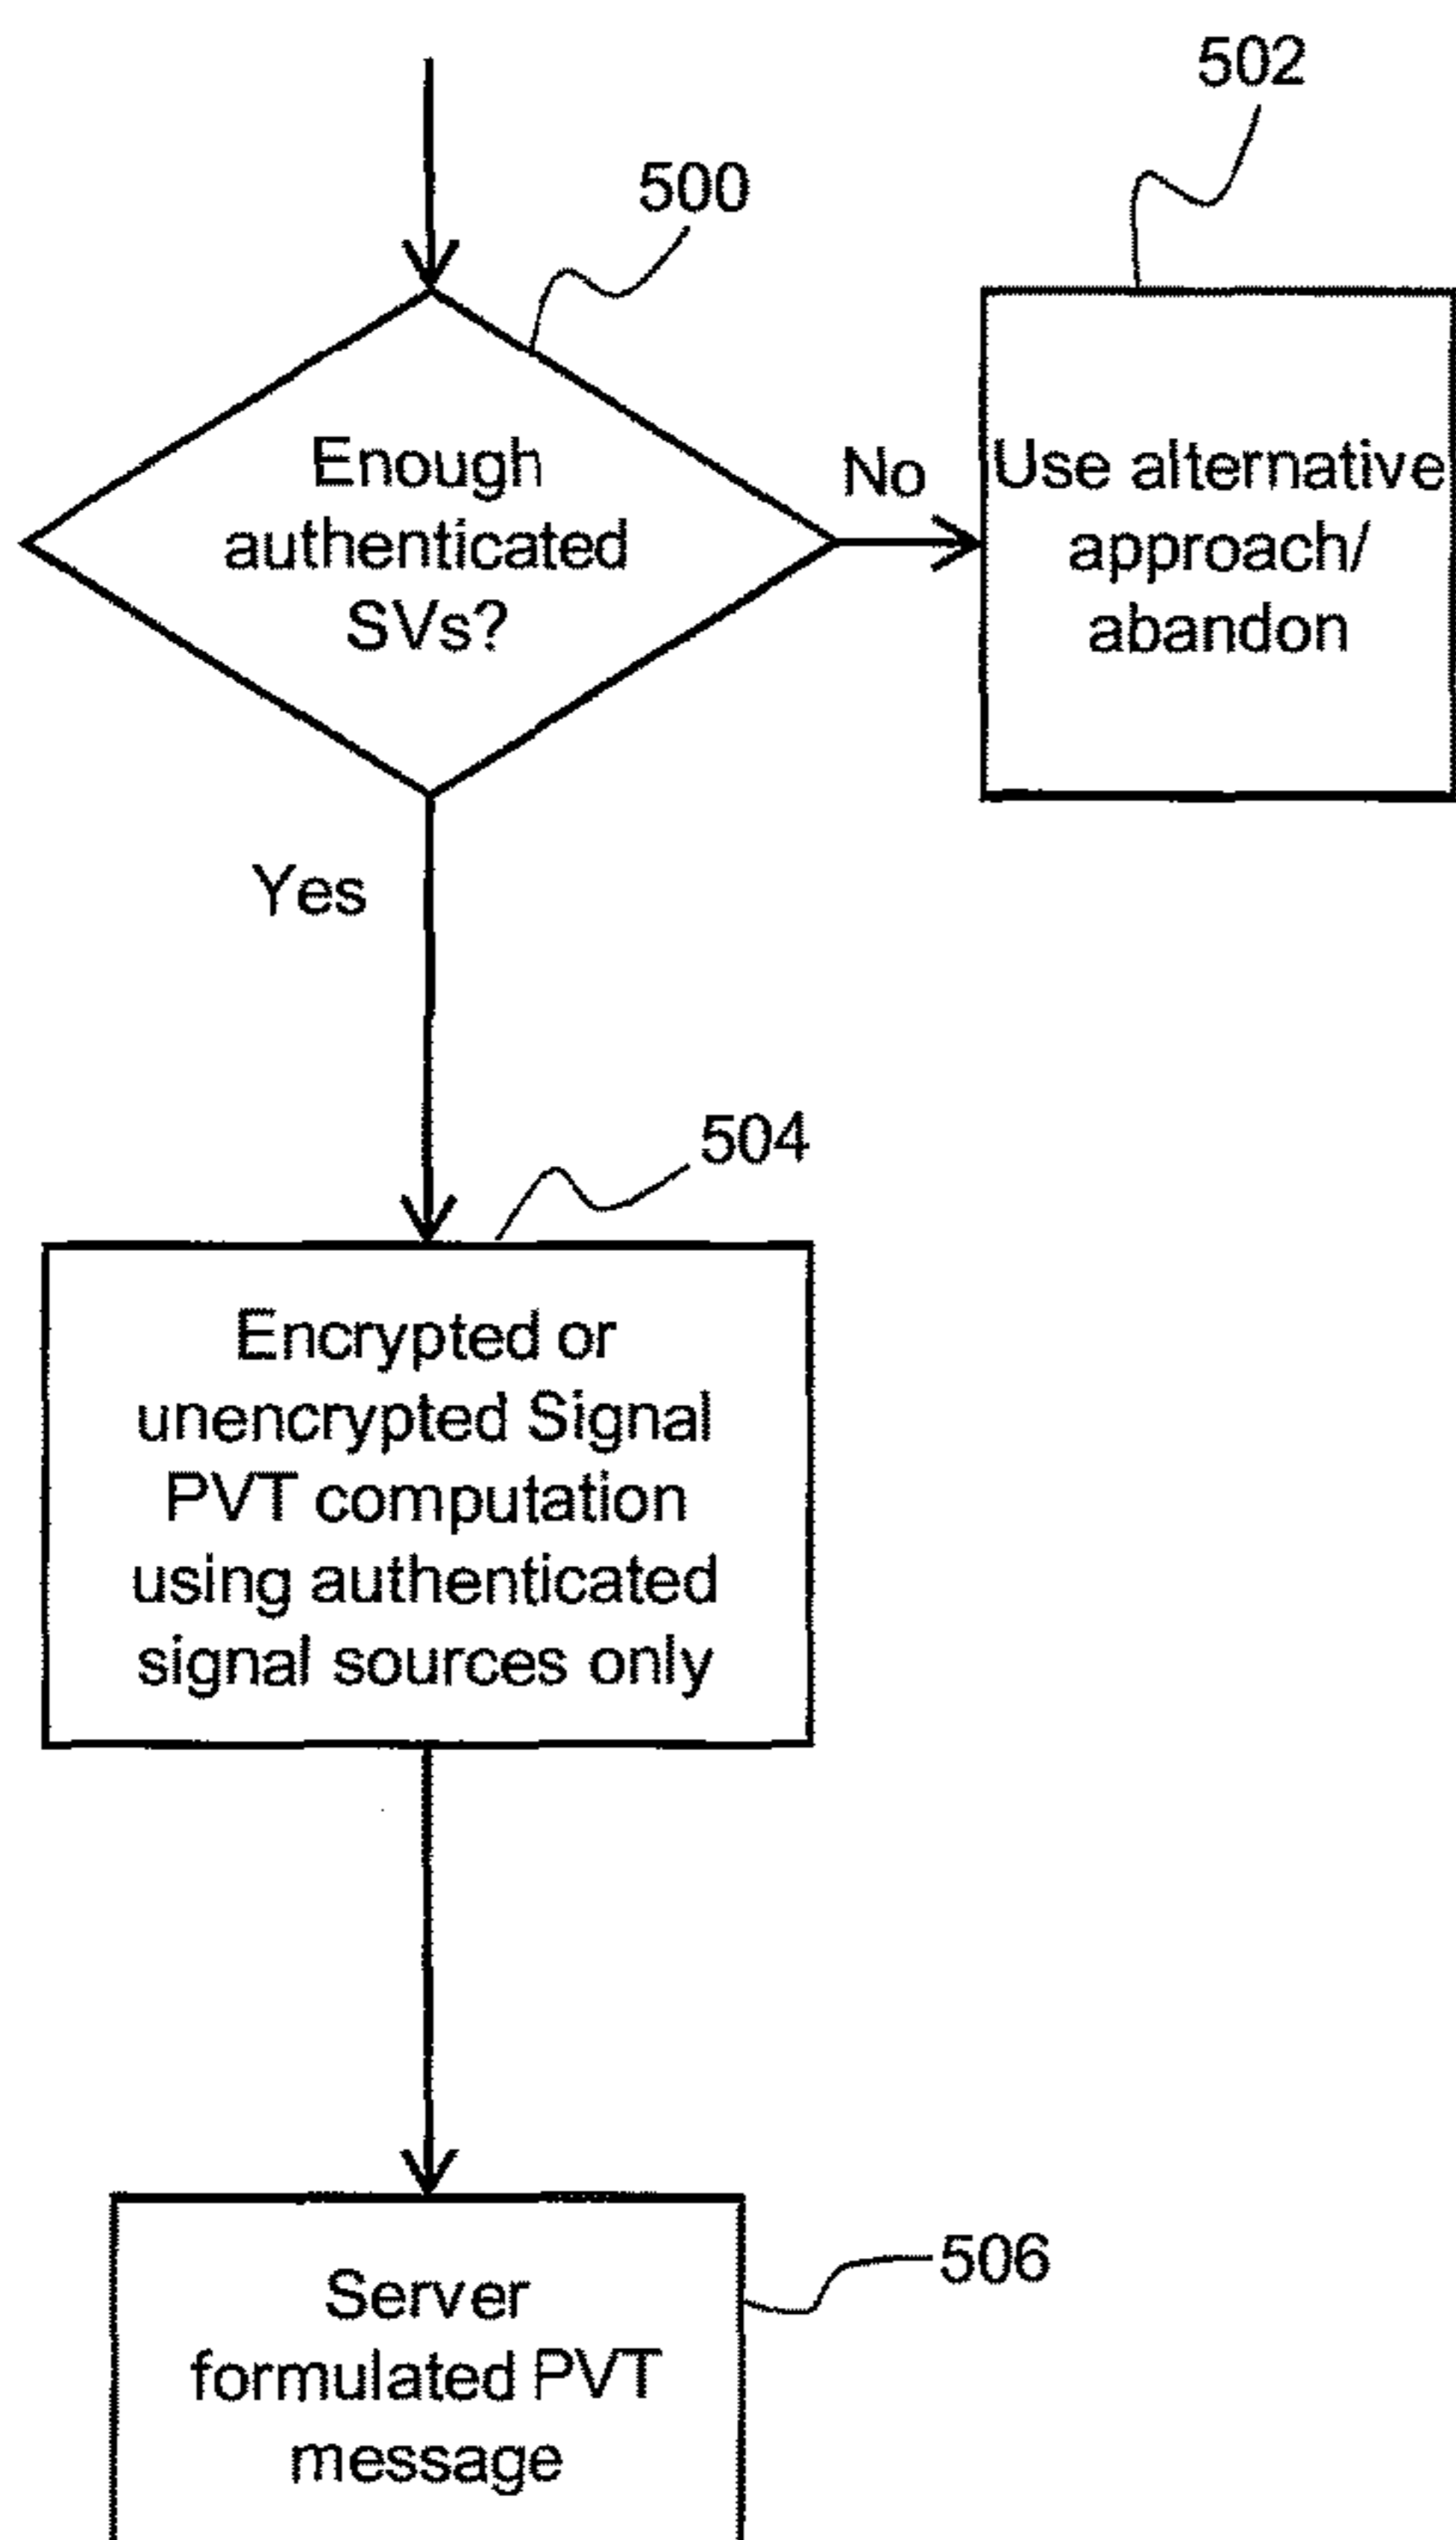 502
500
Enough
authenticated
SVs?
No
Use alternative
approach/
abandon
Yes
504
Encrypted or
unencrypted Signal
PVT computation
using authenticated
signal sources only
506
Server
formulated PVT
message